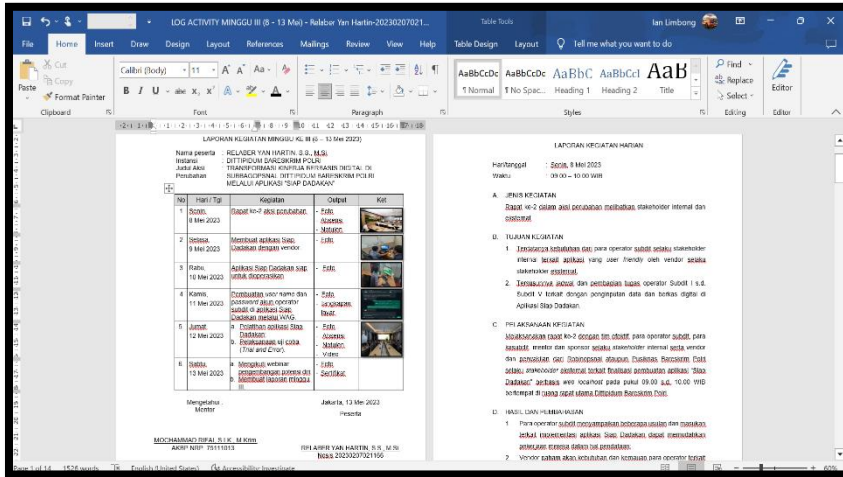 LOG ACTIVITY MINGGU III (8 - 13 Mei) - Relaber Yan Hartin-20230207021...
Table Tools
Ian Limbong
File Home Insert Draw Design Layout References Mailings Review View Help Table Design Layout Tell me what you want to do
Paste
Cut
Copy
Format Painter
Clipboard
Calibri (Body) 11
Font
Paragraph
AaBbCcDc AaBbCcDc AaBbC AaBbCcI AaB
¶ Normal ¶ No Spec... Heading 1 Heading 2 Title
Styles
Find
Replace
Select
Editing
Editor
Editor
LAPORAN KEGIATAN MINGGU KE III (8 – 13 Mei 2023)
Nama peserta : RELABER YAN HARTIN, S.S., M.Si.
Instansi : DITTIPIDUM BARESKRIM POLRI
Judul Aksi : TRANSFORMASI KINERJA BERBASIS DIGITAL DI
Perubahan SUBBAGOPSNAL DITTIPIDUM BARESKRIM POLRI
MELALUI APLIKASI "SIAP DADAKAN"
No Hari / Tgl Kegiatan Output Ket
1 Senin, Rapat ke-2 aksi perubahan. - Foto
8 Mei 2023 Absensi
- Notulen
2 Selasa, Membuat aplikasi Siap - Foto
9 Mei 2023 Dadakan dengan vendor
3 Rabu, Aplikasi Siap Dadakan siap - Foto
10 Mei 2023 untuk dioperasikan
4 Kamis, Pembuatan user name dan - Foto
11 Mei 2023 password akun operator - tangkapan
subdit di aplikasi Siap layar
Dadakan melalui WAG.
5 Jumat, a. Pelatihan aplikasi Siap - Foto
12 Mei 2023 Dadakan Absensi
b. Pelaksanaan uji coba - Notulen
(Trial and Error). - Video
6 Sabtu, a. Mengikuti webinar - Foto
13 Mei 2023 pengembangan potensi diri - Sertifikat
b. Membuat laporan minggu
III.
Mengetahui Jakarta, 13 Mei 2023
Mentor Peserta
MOCHAMMAD RIFAI, S.I.K., M.Krim
AKBP NRP. 75111013
RELABER YAN HARTIN, S.S., M.Si.
Nosis 20230207021166
LAPORAN KEGIATAN HARIAN
Hari/tanggal : Senin, 8 Mei 2023
Waktu : 09.00 – 10.00 WIB
A. JENIS KEGIATAN
Rapat ke-2 dalam aksi perubahan melibatkan stakeholder internal dan
eksternal
B. TUJUAN KEGIATAN
1. Terdatanya kebutuhan dari para operator subdit selaku stakeholder
internal terkait aplikasi yang user friendly oleh vendor selaku
stakeholder eksternal.
2. Tersusunnya jadwal dan pembagian tugas operator Subdit I s.d.
Subdit V terkait dengan penginputan data dan berkas digital di
Aplikasi Siap Dadakan.
C. PELAKSANAAN KEGIATAN
Melaksanakan rapat ke-2 dengan tim efektif, para operator subdit, para
kasubdit, mentor dan sponsor selaku stakeholder internal serta vendor
dan perwakilan dari Robinopsnal ataupun Pusiknas Bareskrim Polri
selaku stakeholder eksternal terkait finalisasi pembuatan aplikasi "Siap
Dadakan" berbasis web localhost pada pukul 09.00 s.d. 10.00 WIB
bertempat di ruang rapat utama Dittipidum Bareskrim Polri.
D. HASIL DAN PEMBAHASAN
1. Para operator subdit menyampaikan beberapa usulan dan masukan
terkait implementasi aplikasi Siap Dadakan dapat memudahkan
pekerjaan mereka dalam hal pendataan.
2. Vendor paham akan kebutuhan dan kemauan para operator terkait
Page 1 of 14 1526 words English (United States) Accessibility: Investigate 60%